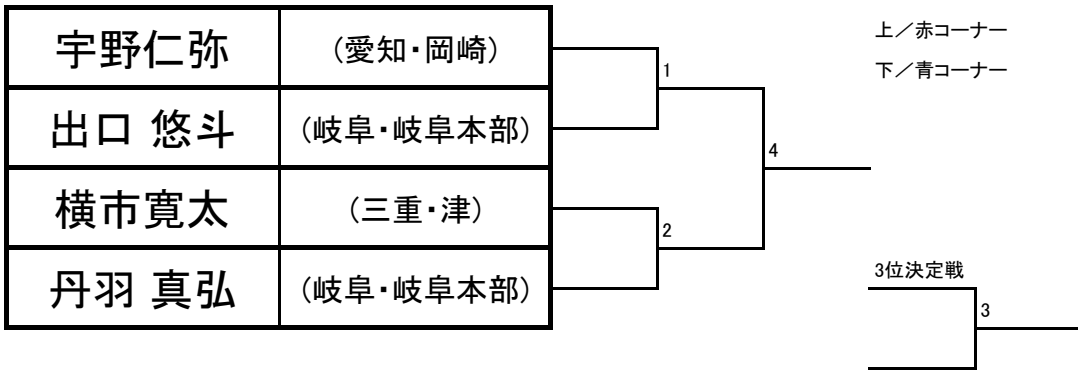 宇野仁弥 (愛知・岡崎)
出口 悠斗 (岐阜・岐阜本部)
横市寛太 (三重・津)
丹羽 真弘 (岐阜・岐阜本部)
1
2
4
上／赤コーナー
下／青コーナー
3位決定戦
3